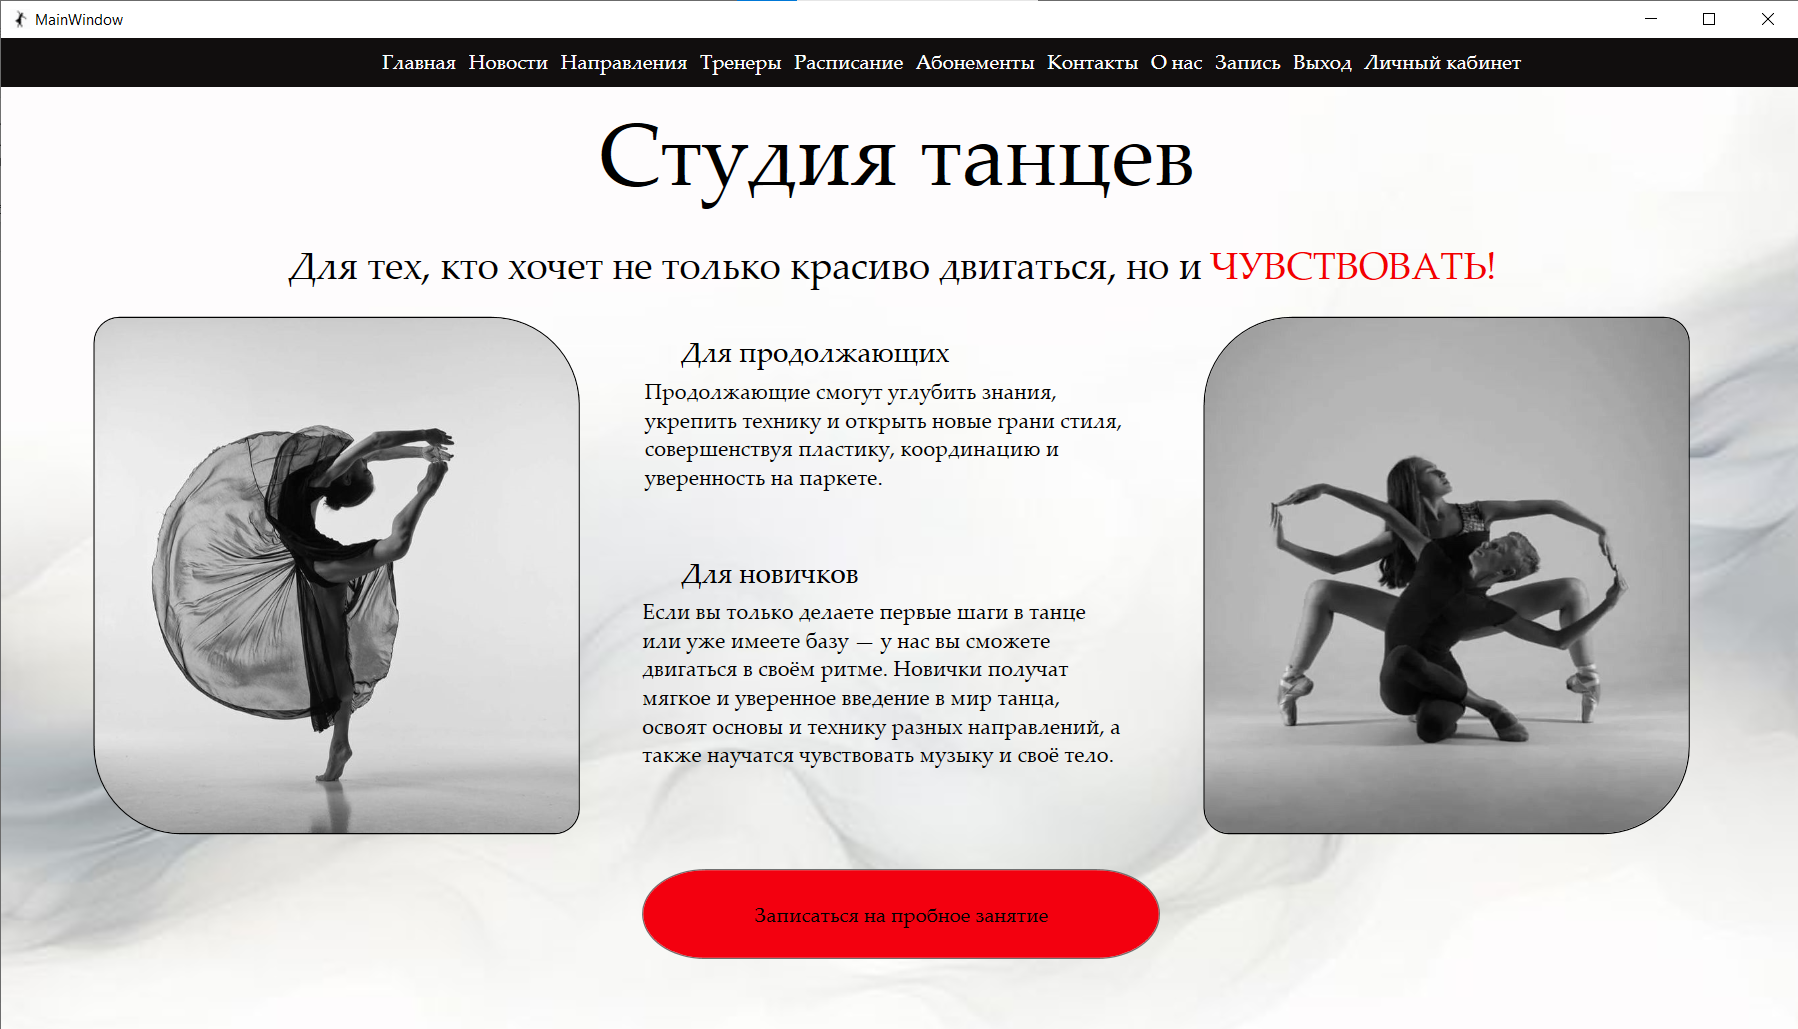 MainWindow
Главная Новости Направления Тренеры Расписание Абонементы Контакты О нас Запись Выход Личный кабинет
Студия танцев
Для тех, кто хочет не только красиво двигаться, но и ЧУВСТВОВАТЬ!
Для продолжающих
Продолжающие смогут углубить знания,
укрепить технику и открыть новые грани стиля,
совершенствуя пластику, координацию и
уверенность на паркете.
Для новичков
Если вы только делаете первые шаги в танце
или уже имеете базу — у нас вы сможете
двигаться в своём ритме. Новички получат
мягкое и уверенное введение в мир танца,
освоят основы и технику разных направлений, а
также научатся чувствовать музыку и своё тело.
Записаться на пробное занятие